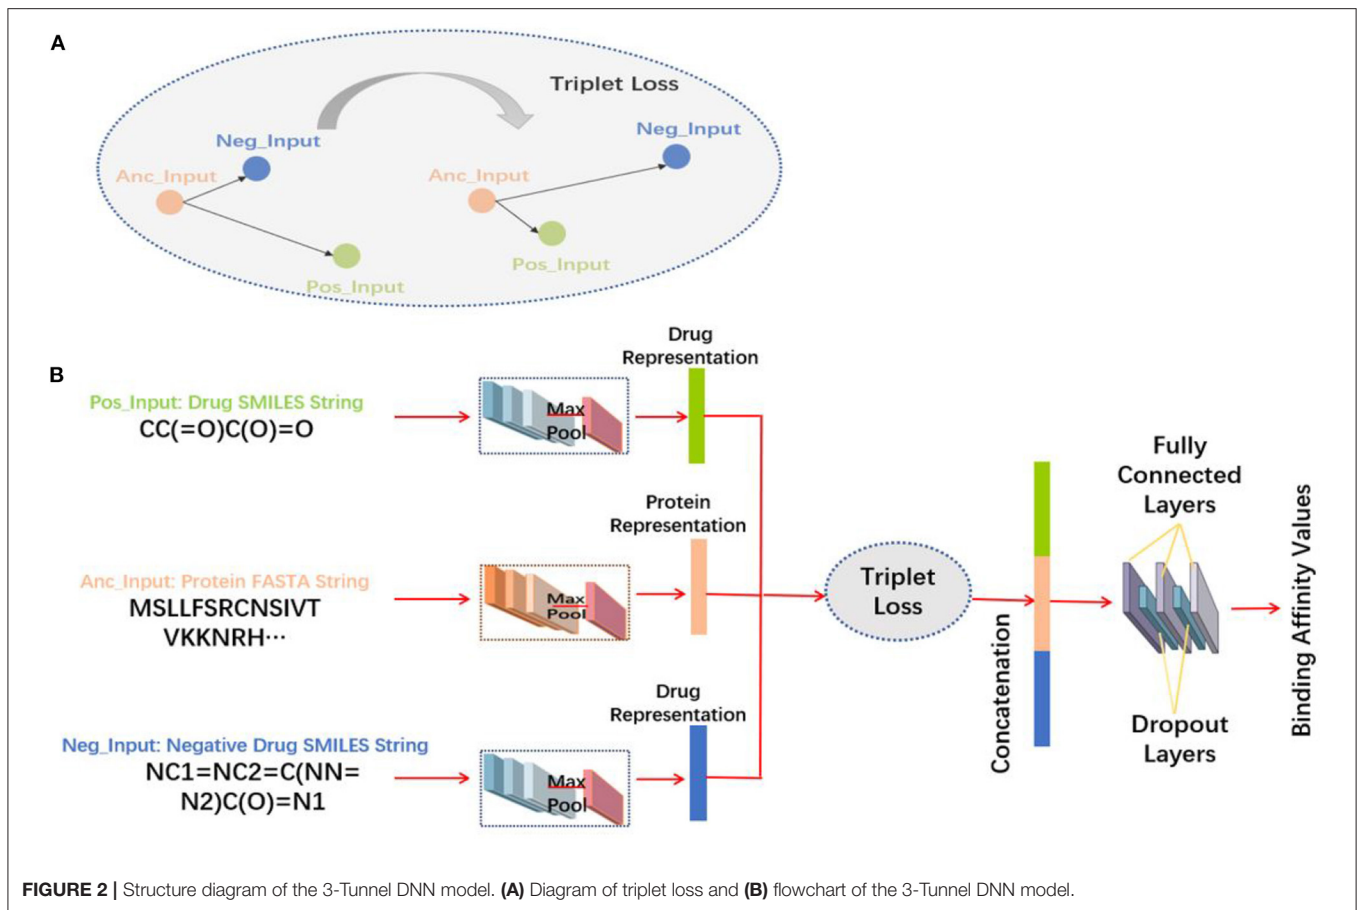 A
Triplet Loss
Neg_Input
Neg_Input
Anc_Input
Anc_Input
Pos_Input
Pos_Input
B
Pos_Input: Drug SMILES String
CC(=O)C(O)=O
Max
Pool
Drug
Representation
Anc_Input: Protein FASTA String
MSLLFSRCNSIVT
VKKNRH···
Max
Pool
Protein
Representation
Neg_Input: Negative Drug SMILES String
NC1=NC2=C(NN=
N2)C(O)=N1
Max
Pool
Drug
Representation
Triplet
Loss
Concatenation
Fully
Connected
Layers
Dropout
Layers
Binding Affinity Values
FIGURE 2 | Structure diagram of the 3-Tunnel DNN model. (A) Diagram of triplet loss and (B) flowchart of the 3-Tunnel DNN model.